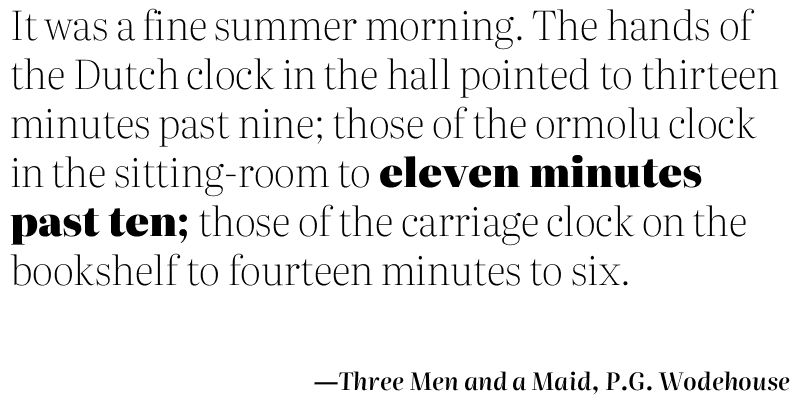 It was a fine summer morning. The hands of
the Dutch clock in the hall pointed to thirteen
minutes past nine; those of the ormolu clock
in the sitting-room to eleven minutes
past ten; those of the carriage clock on the
bookshelf to fourteen minutes to six.
—Three Men and a Maid, P.G. Wodehouse